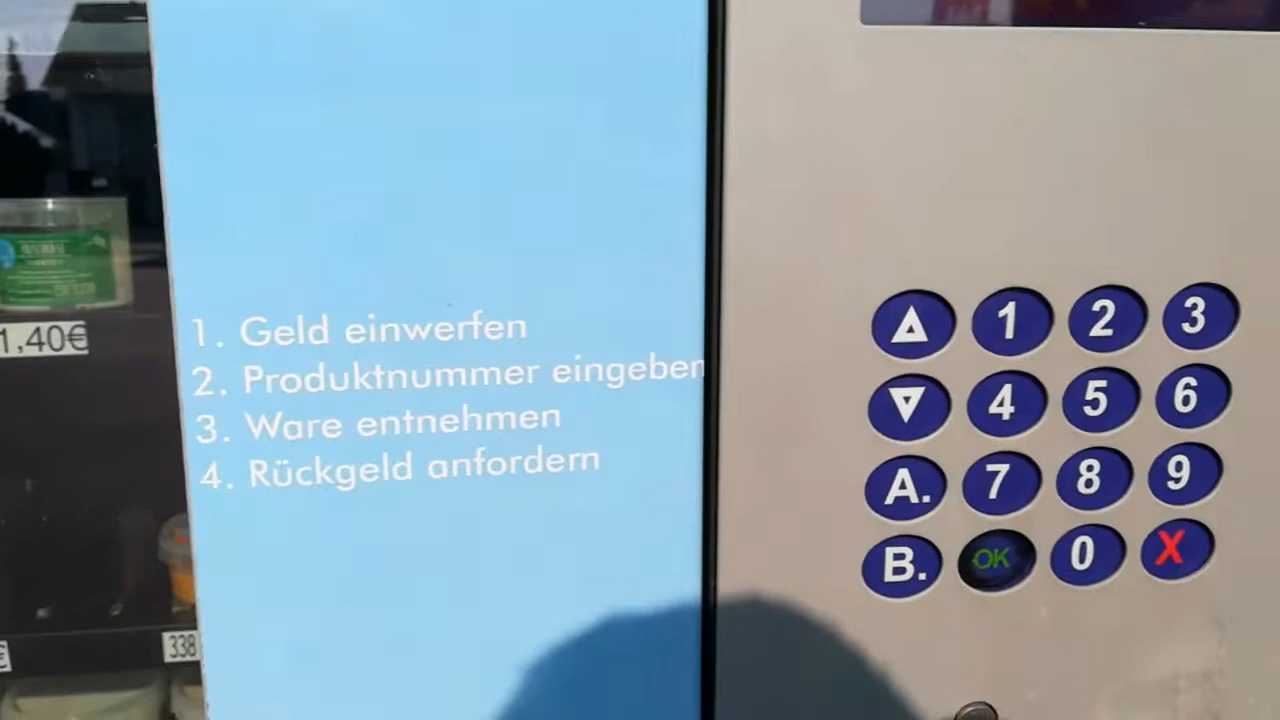 1,40€
338
1. Geld einwerfen
2. Produktnummer eingeben
3. Ware entnehmen
4. Rückgeld anfordern
1 2 3
4 5 6
A. 7 8 9
B. OK 0 X